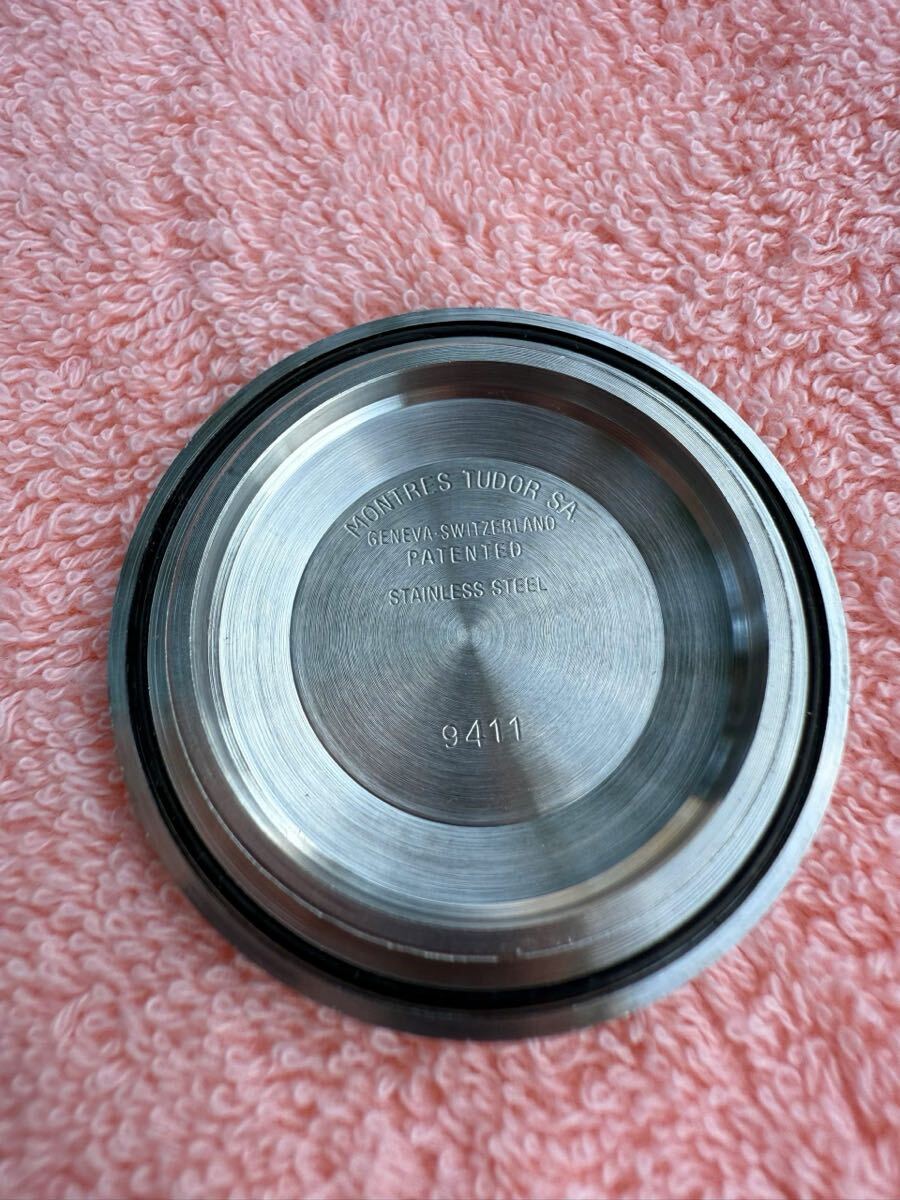 MONTRES TUDOR SA.
GENEVA-SWITZERLAND
PATENTED
STAINLESS STEEL
9411